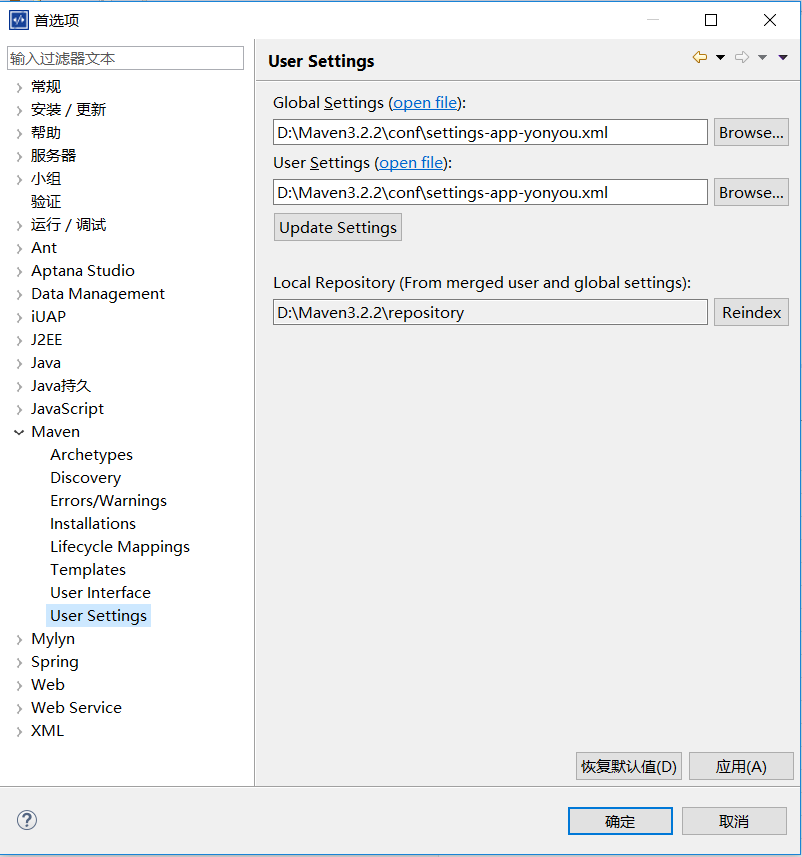 首选项
输入过滤器文本
常规
安装 / 更新
帮助
服务器
小组
验证
运行 / 调试
Ant
Aptana Studio
Data Management
iUAP
J2EE
Java
Java持久
JavaScript
Maven
Archetypes
Discovery
Errors/Warnings
Installations
Lifecycle Mappings
Templates
User Interface
User Settings
Mylyn
Spring
Web
Web Service
XML
User Settings
Global Settings (open file):
D:\Maven3.2.2\conf\settings-app-yonyou.xml Browse...
User Settings (open file):
D:\Maven3.2.2\conf\settings-app-yonyou.xml Browse...
Update Settings
Local Repository (From merged user and global settings):
D:\Maven3.2.2\repository Reindex
恢复默认值(D) 应用(A)
确定 取消